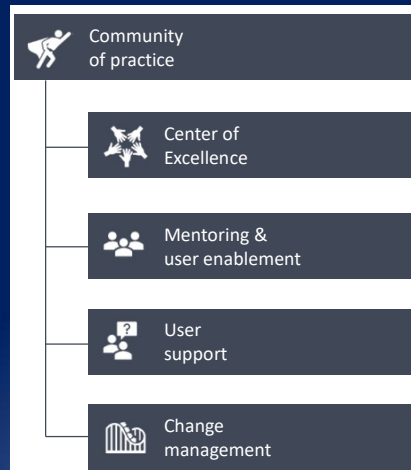 Community
of practice
Center of
Excellence
Mentoring &
user enablement
?
User
support
Change
management